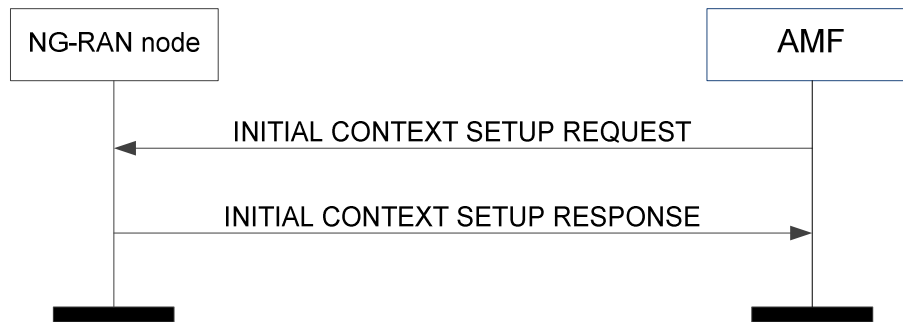 NG-RAN node
AMF
INITIAL CONTEXT SETUP REQUEST
INITIAL CONTEXT SETUP RESPONSE